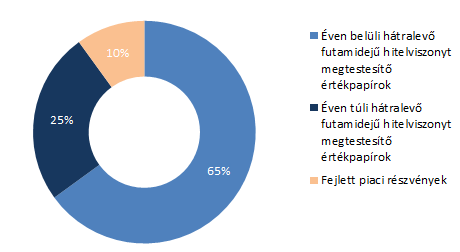 10%
25%
65%
Éven belüli hátralevő
futamidejű hitelviszonyt
megtestesítő
értékpapírok
Éven túli hátralevő
futamidejű hitelviszonyt
megtestesítő
értékpapírok
Fejlett piaci részvények